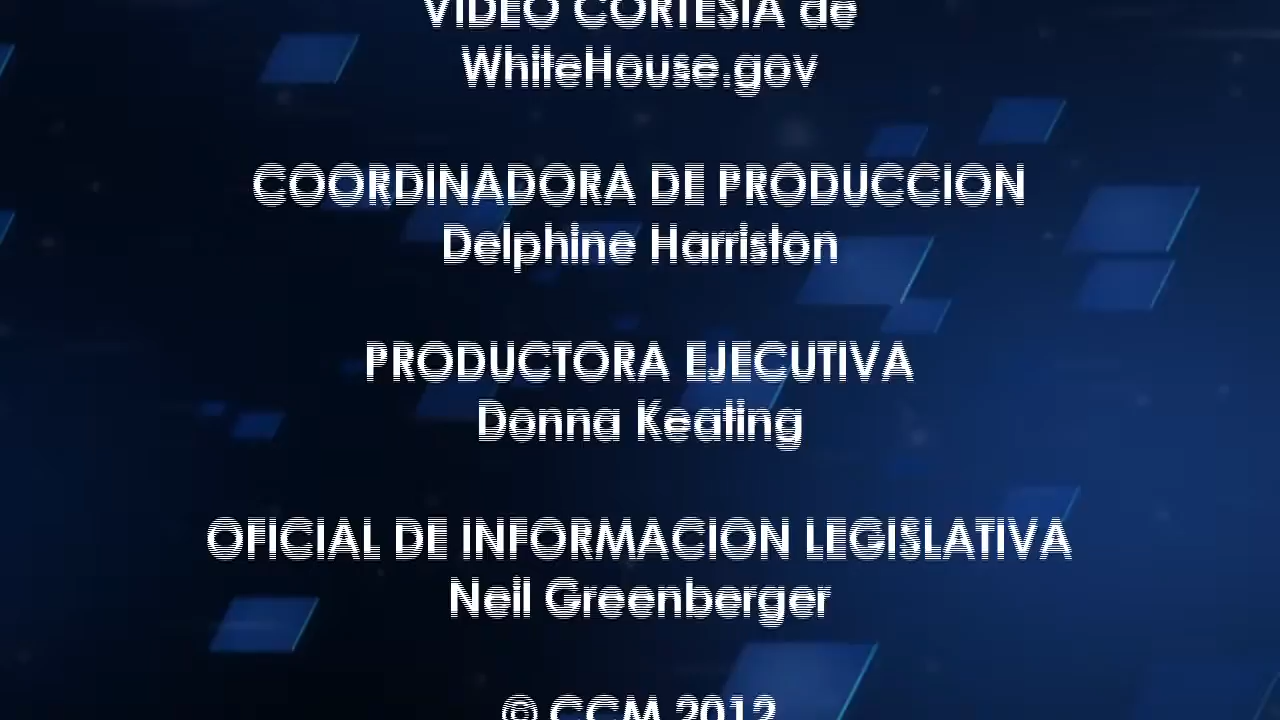 VIDEO CORTESIA de
WhiteHouse.gov
COORDINADORA DE PRODUCCION
Delphine Harriston
PRODUCTORA EJECUTIVA
Donna Keating
OFICIAL DE INFORMACION LEGISLATIVA
Neil Greenberger
© CCM 2012